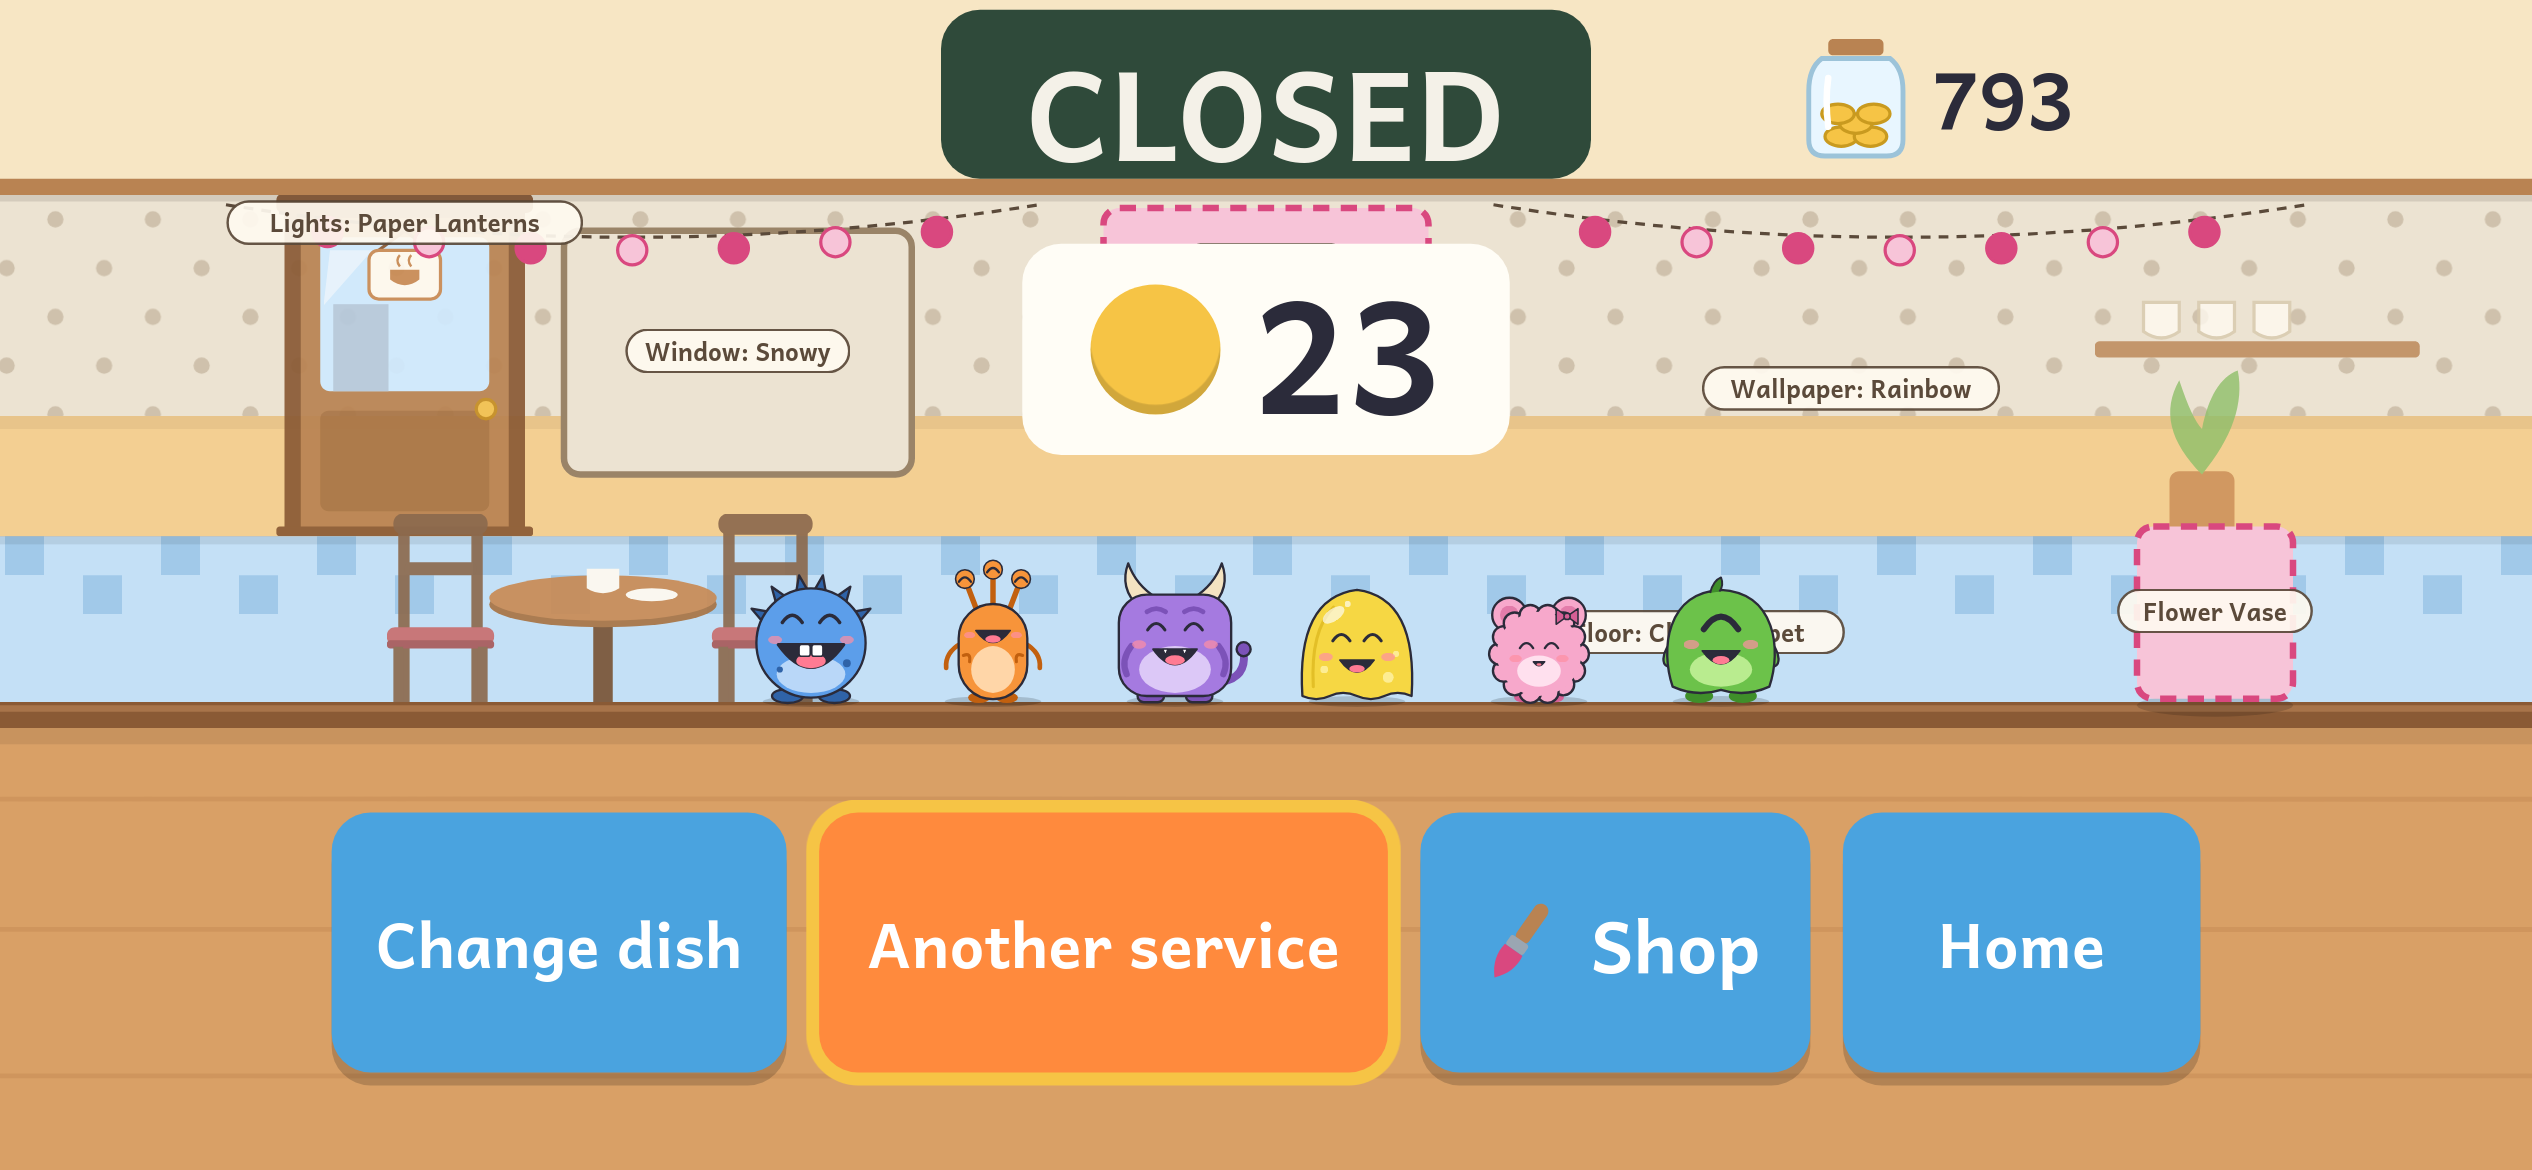 CLOSED
793
Lights: Paper Lanterns
23
Window: Snowy
Wallpaper: Rainbow
Flower Vase
Change dish
Another service
Shop
Home